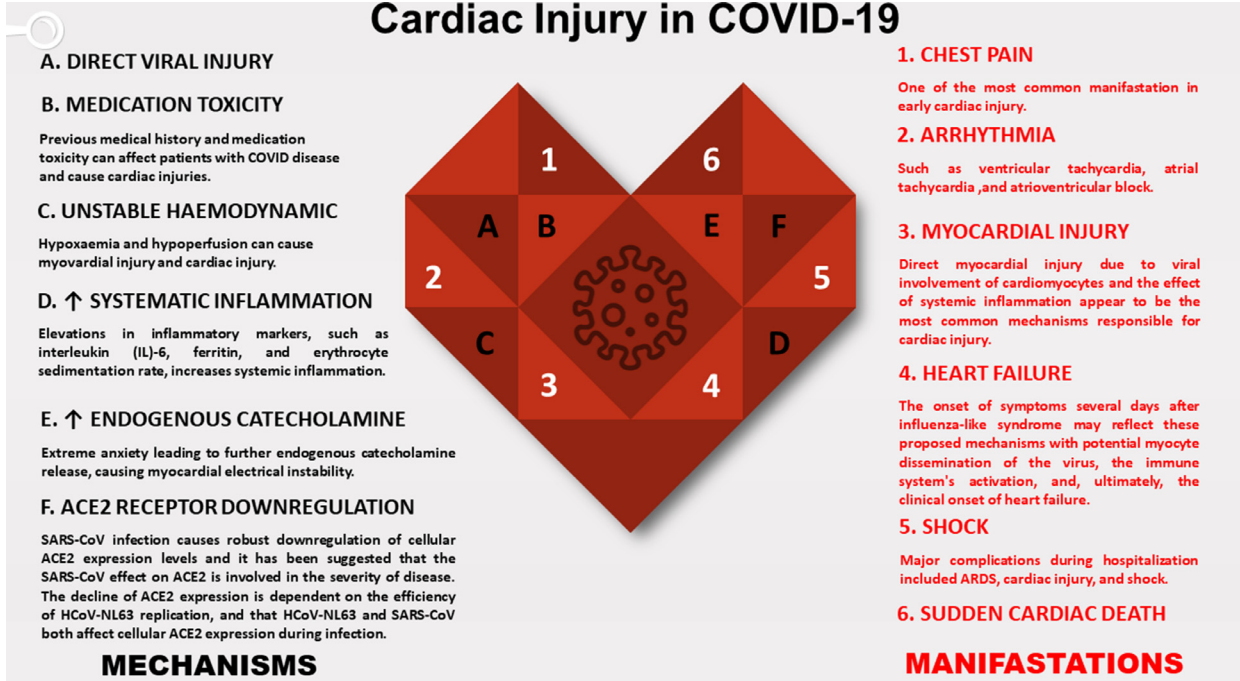 Cardiac Injury in COVID-19
A. DIRECT VIRAL INJURY
B. MEDICATION TOXICITY
Previous medical history and medication
toxicity can affect patients with COVID disease
and cause cardiac injuries.
C. UNSTABLE HAEMODYNAMIC
Hypoxaemia and hypoperfusion can cause
myovardial injury and cardiac injury.
D. ↑ SYSTEMATIC INFLAMMATION
Elevations in inflammatory markers, such as
interleukin (IL)-6, ferritin, and erythrocyte
sedimentation rate, increases systemic inflammation.
E. ↑ ENDOGENOUS CATECHOLAMINE
Extreme anxiety leading to further endogenous catecholamine
release, causing myocardial electrical instability.
F. ACE2 RECEPTOR DOWNREGULATION
SARS-CoV infection causes robust downregulation of cellular
ACE2 expression levels and it has been suggested that the
SARS-CoV effect on ACE2 is involved in the severity of disease.
The decline of ACE2 expression is dependent on the efficiency
of HCoV-NL63 replication, and that HCoV-NL63 and SARS-CoV
both affect cellular ACE2 expression during infection.
MECHANISMS
1 6
A B E F
2 5
C D
3 4
1. CHEST PAIN
One of the most common manifastation in
early cardiac injury.
2. ARRHYTHMIA
Such as ventricular tachycardia, atrial
tachycardia ,and atrioventricular block.
3. MYOCARDIAL INJURY
Direct myocardial injury due to viral
involvement of cardiomyocytes and the effect
of systemic inflammation appear to be the
most common mechanisms responsible for
cardiac injury.
4. HEART FAILURE
The onset of symptoms several days after
influenza-like syndrome may reflect these
proposed mechanisms with potential myocyte
dissemination of the virus, the immune
system's activation, and, ultimately, the
clinical onset of heart failure.
5. SHOCK
Major complications during hospitalization
included ARDS, cardiac injury, and shock.
6. SUDDEN CARDIAC DEATH
MANIFASTATIONS